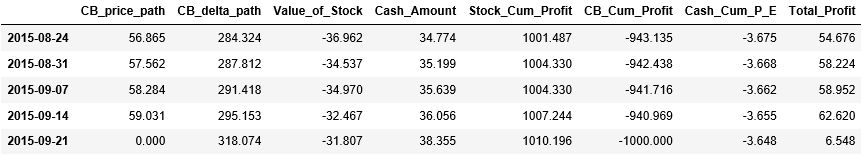 CB_price_path CB_delta_path Value_of_Stock Cash_Amount Stock_Cum_Profit CB_Cum_Profit Cash_Cum_P_E Total_Profit
2015-08-24 56.865 284.324 -36.962 34.774 1001.487 -943.135 -3.675 54.676
2015-08-31 57.562 287.812 -34.537 35.199 1004.330 -942.438 -3.668 58.224
2015-09-07 58.284 291.418 -34.970 35.639 1004.330 -941.716 -3.662 58.952
2015-09-14 59.031 295.153 -32.467 36.056 1007.244 -940.969 -3.655 62.620
2015-09-21 0.000 318.074 -31.807 38.355 1010.196 -1000.000 -3.648 6.548